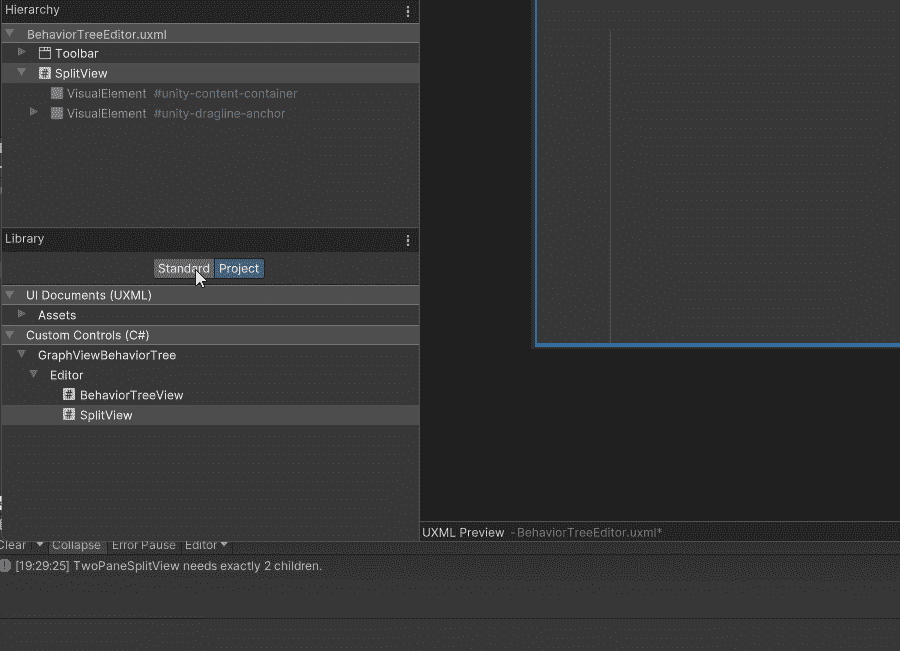 Hierarchy
BehaviorTreeEditor.uxml
Toolbar
SplitView
VisualElement #unity-content-container
VisualElement #unity-dragline-anchor
Library
Standard Project
UI Documents (UXML)
Assets
Custom Controls (C#)
GraphViewBehaviorTree
Editor
BehaviorTreeView
SplitView
UXML Preview - BehaviorTreeEditor.uxml*
Clear Collapse Error Pause Editor
[19:29:25] TwoPaneSplitView needs exactly 2 children.